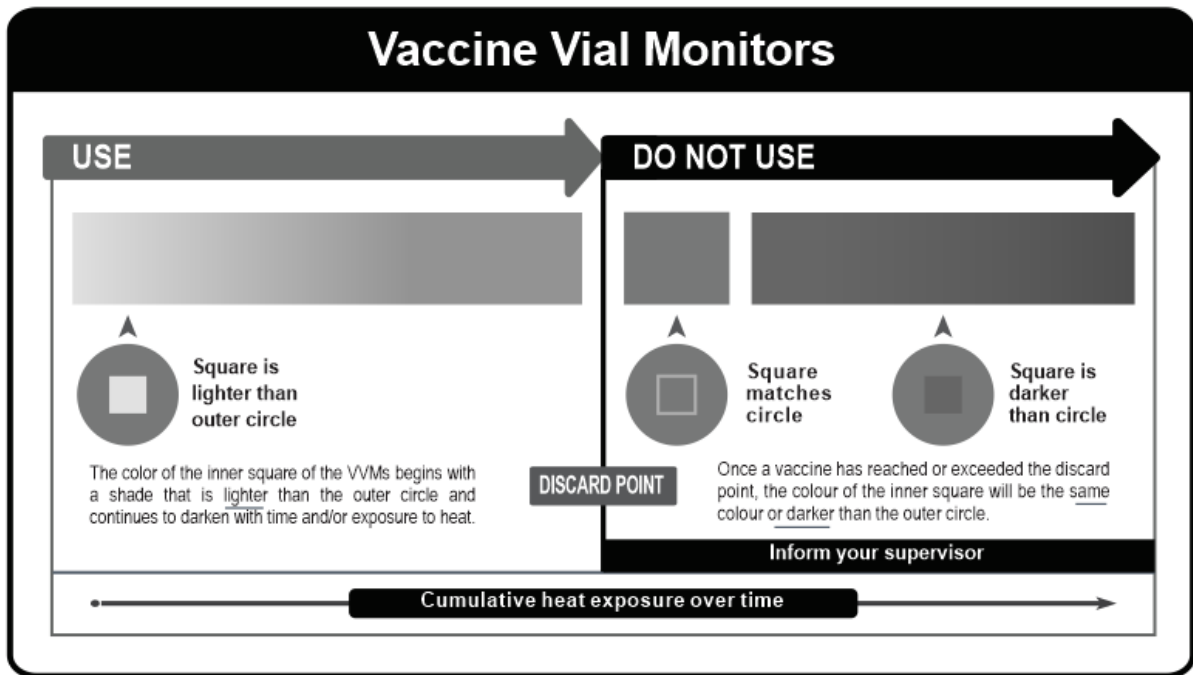 Vaccine Vial Monitors
USE
DO NOT USE
Square is
lighter than
outer circle
Square
matches
circle
Square is
darker
than circle
The color of the inner square of the VVMs begins with
a shade that is lighter than the outer circle and
continues to darken with time and/or exposure to heat.
DISCARD POINT
Once a vaccine has reached or exceeded the discard
point, the colour of the inner square will be the same
colour or darker than the outer circle.
Inform your supervisor
Cumulative heat exposure over time